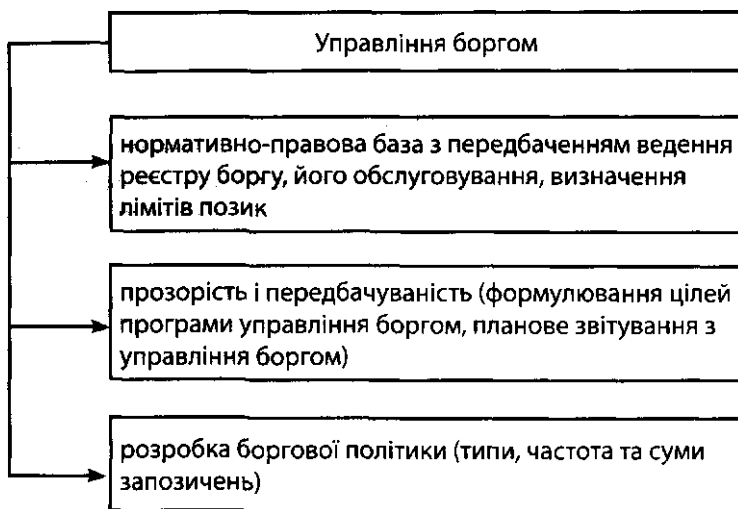 Управління боргом
нормативно-правова база з передбаченням ведення
реєстру боргу, його обслуговування, визначення
лімітів позик
прозорість і передбачуваність (формулювання цілей
програми управління боргом, планове звітування з
управління боргом)
розробка боргової політики (типи, частота та суми
запозичень)